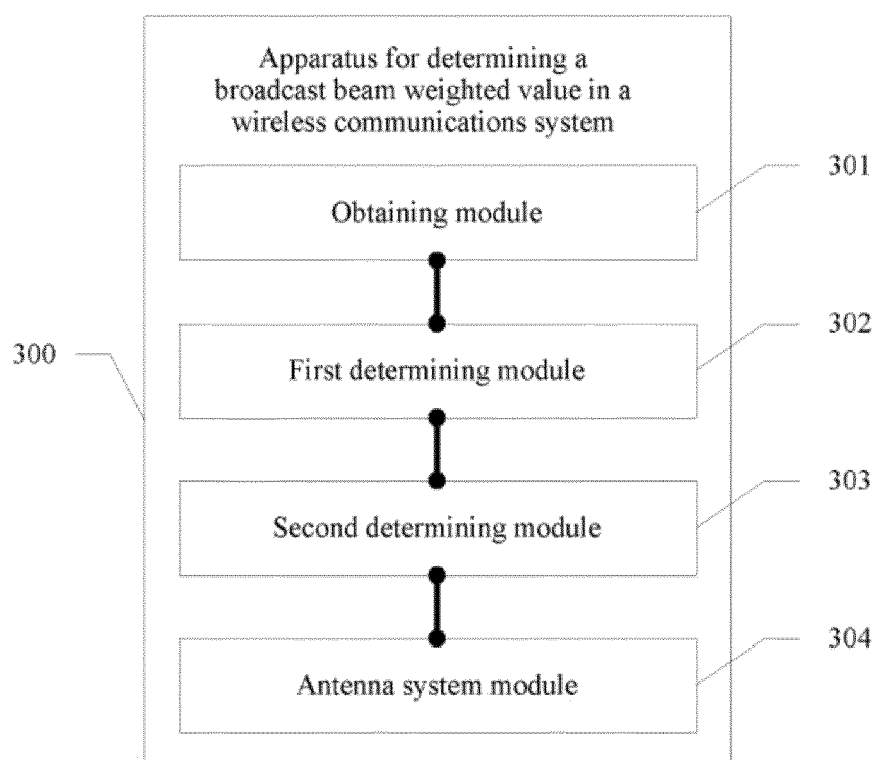 Apparatus for determining a
broadcast beam weighted value in a
wireless communications system
301
Obtaining module
302
300
First determining module
303
Second determining module
304
Antenna system module